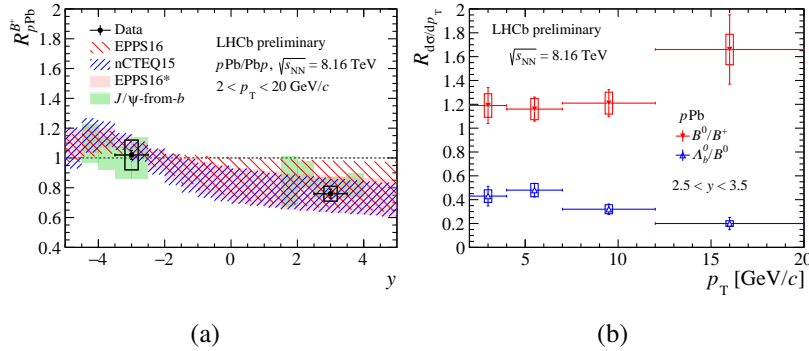 R^{B^+}_{pPb}
2
1.8
1.6
1.4
1.2
1
0.8
0.6
0.4
Data
EPPS16
nCTEQ15
EPPS16*
J/ψ-from-b
LHCb preliminary
pPb/Pbp, √s_NN = 8.16 TeV
2 < p_T < 20 GeV/c
−4 −2 0 2 4
y
(a)
R_{dσ/dp_T}
2
1.8
1.6
1.4
1.2
1
0.8
0.6
0.4
0.2
0
LHCb preliminary
√s_NN = 8.16 TeV
pPb
B^0/B^+
Λ_b^0/B^0
2.5 < y < 3.5
5 10 15 20
p_T [GeV/c]
(b)